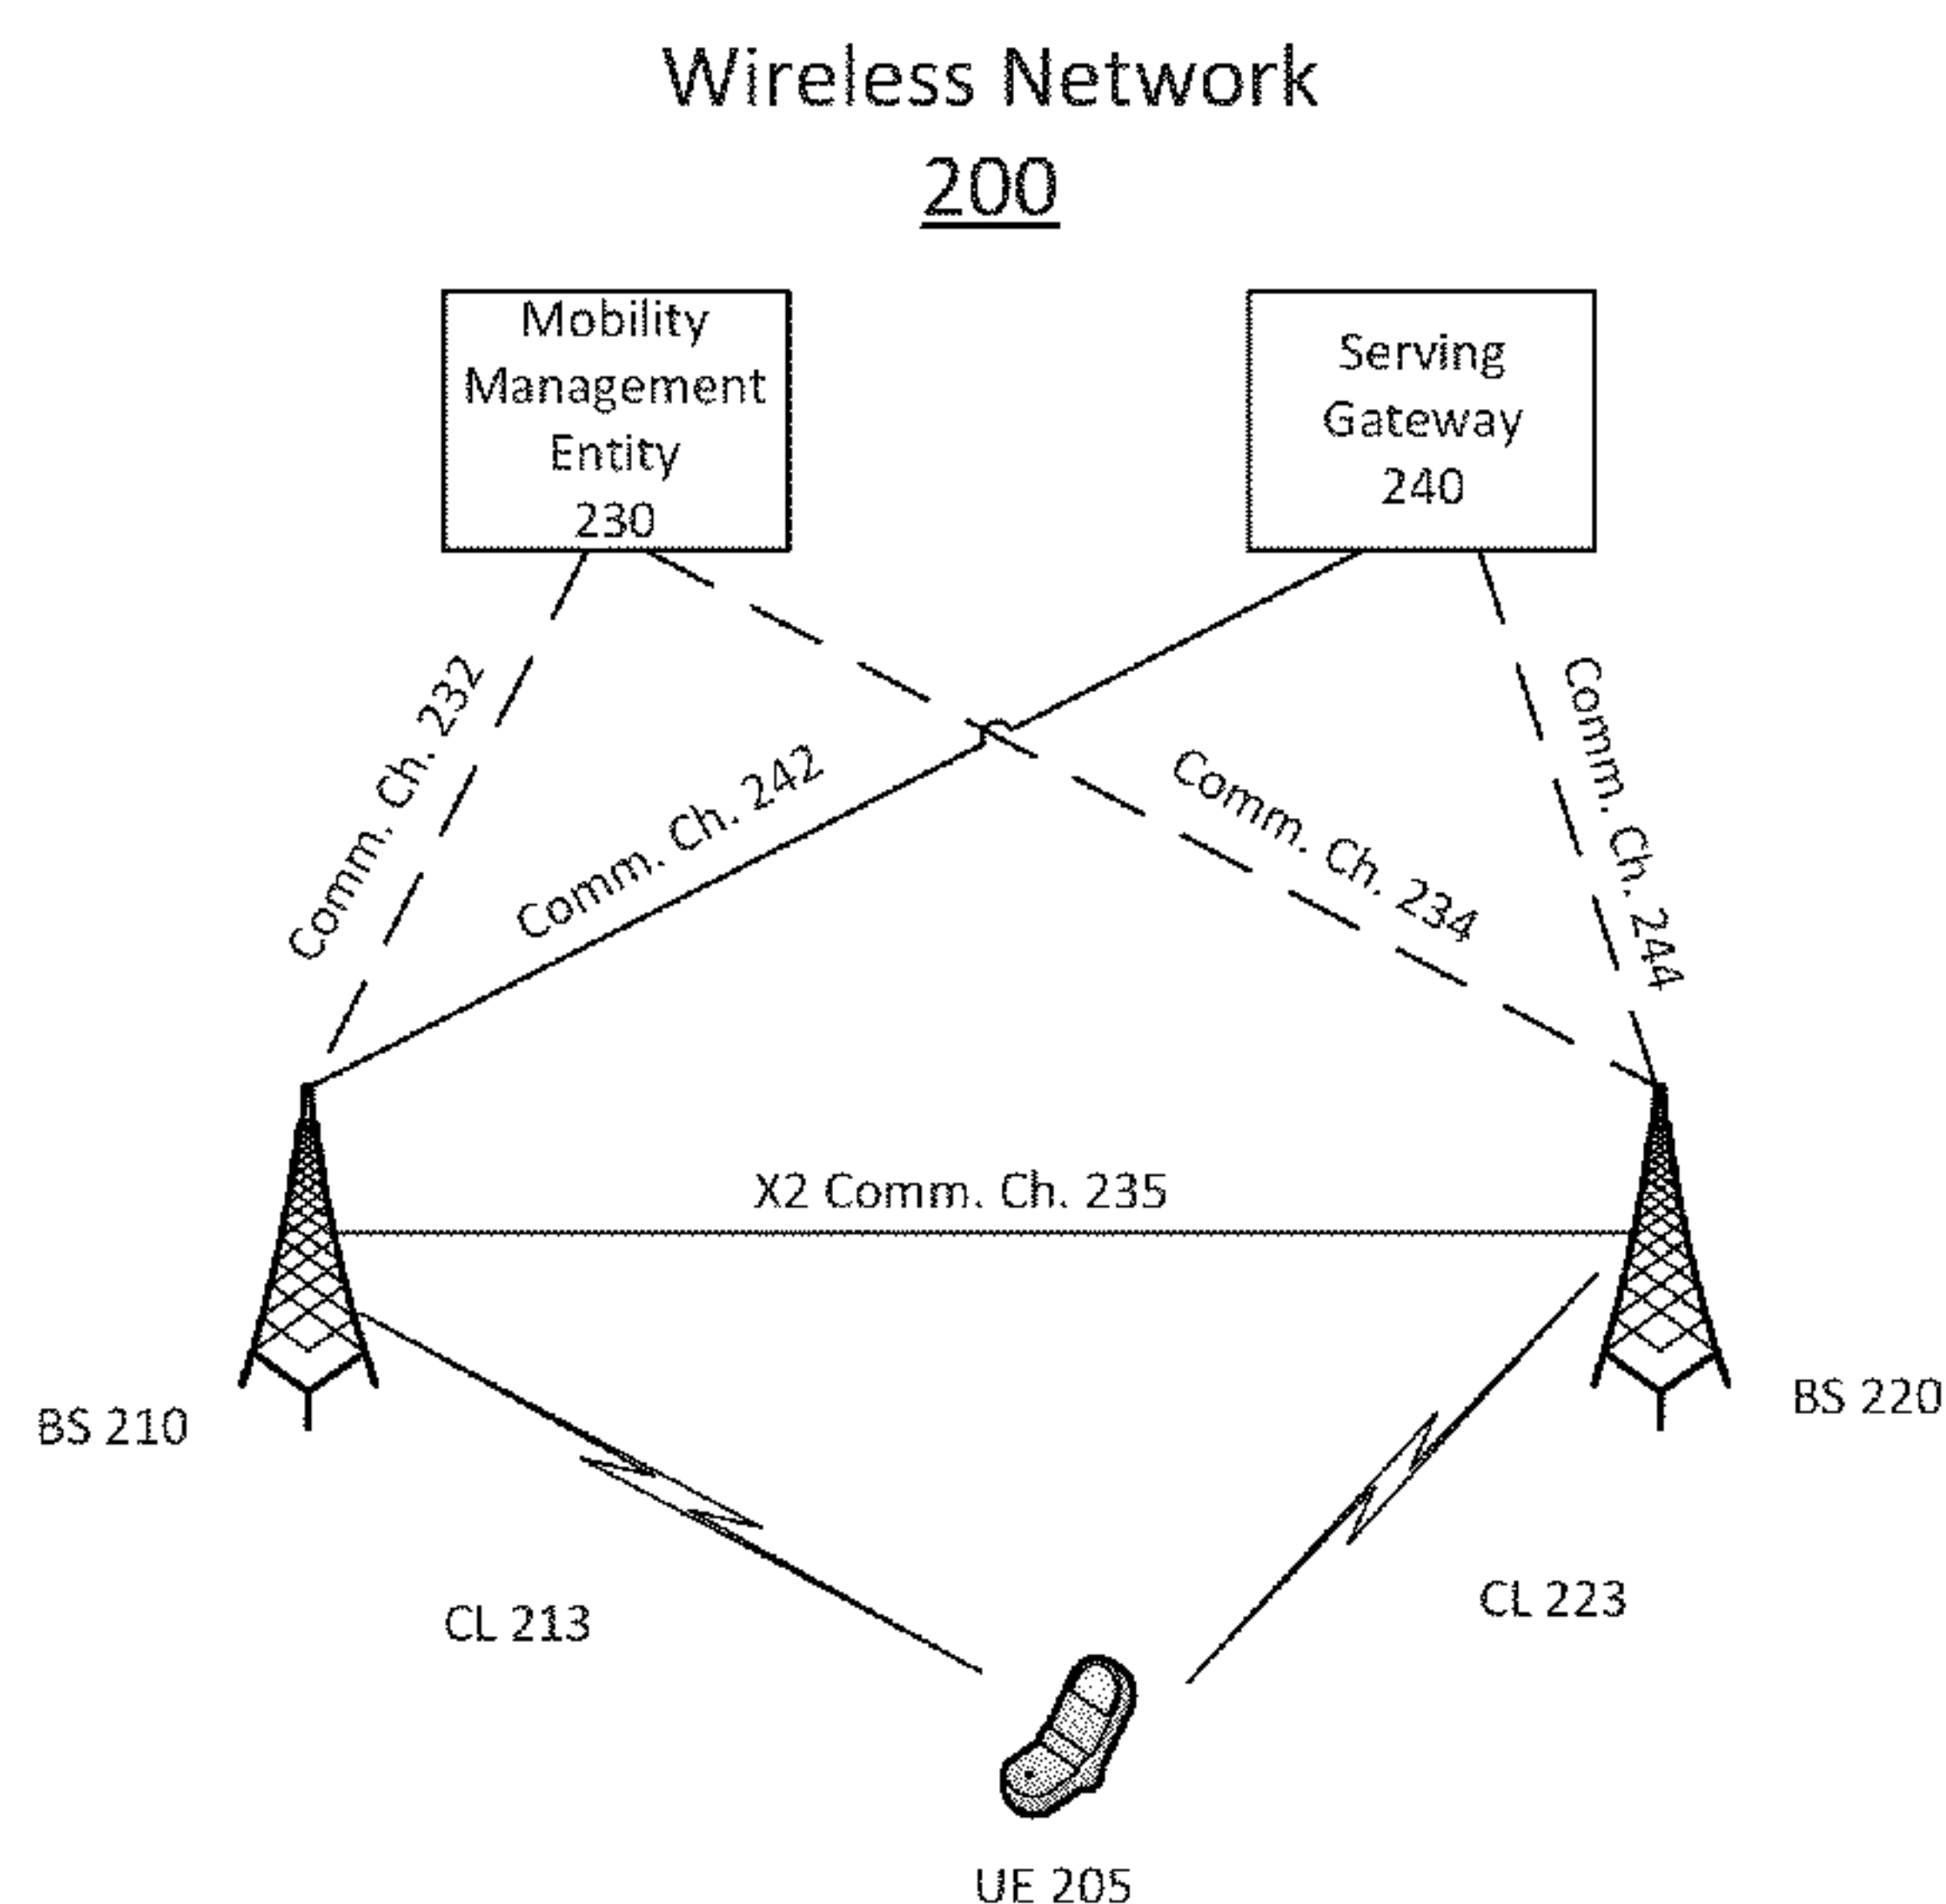 Wireless Network
200
Mobility
Management
Entity
230
Serving
Gateway
240
Comm. Ch. 232
Comm. Ch. 242
Comm. Ch. 234
Comm. Ch. 244
X2 Comm. Ch. 235
BS 210
BS 220
CL 213
CL 223
UE 205